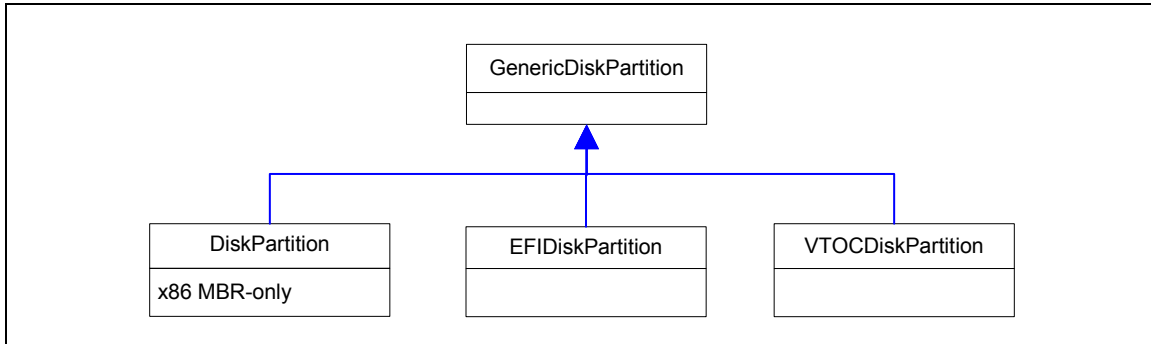 GenericDiskPartition
DiskPartition
EFIDiskPartition
VTOCDiskPartition
x86 MBR-only